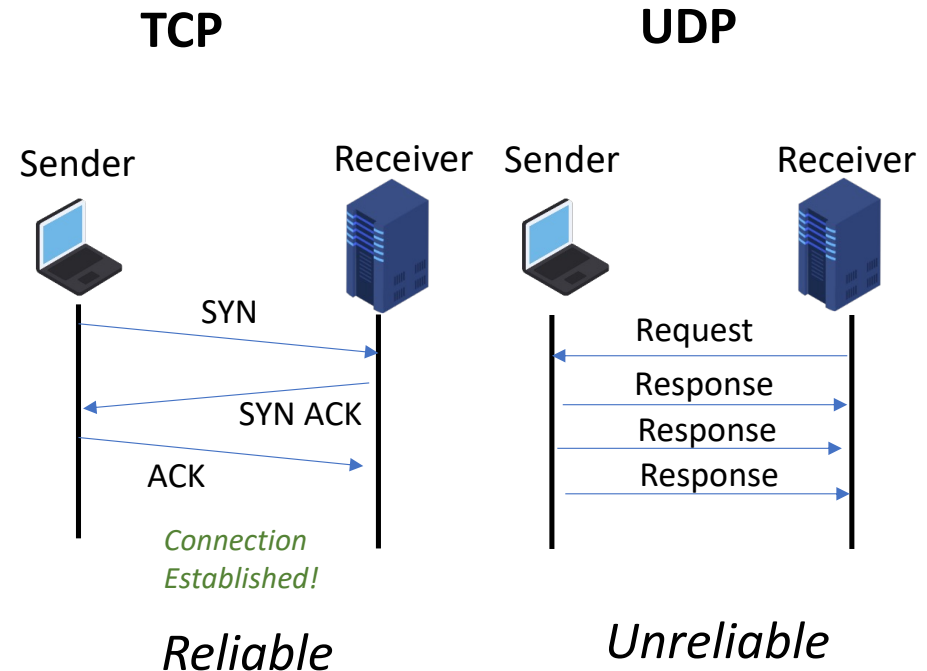 TCP
UDP
Sender
Receiver
Sender
Receiver
SYN
SYN ACK
ACK
Connection
Established!
Request
Response
Response
Response
Reliable
Unreliable